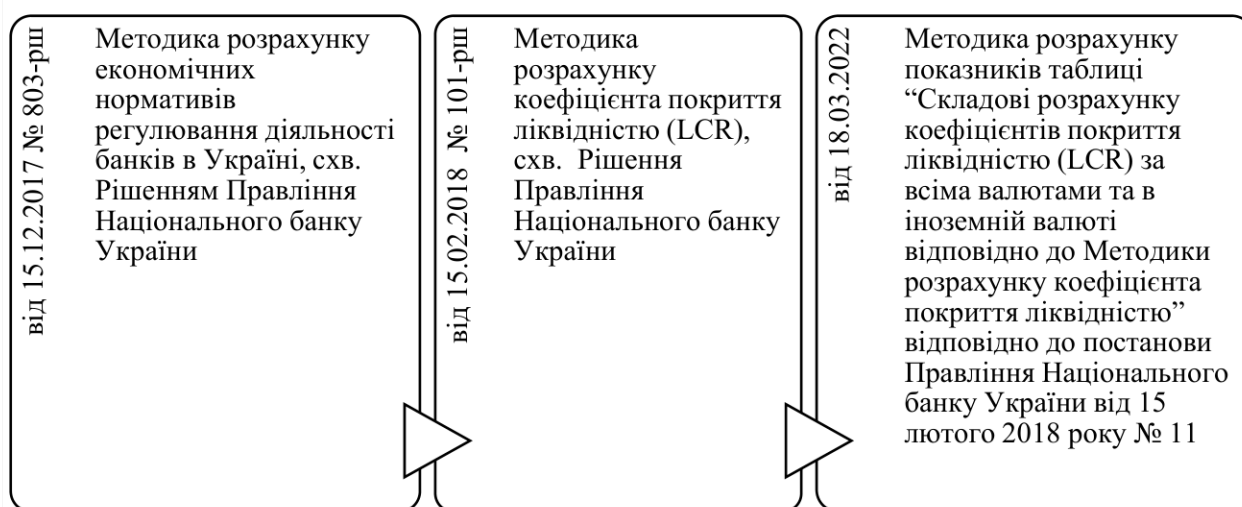 від 15.12.2017 № 803-рш
Методика розрахунку
економічних
нормативів
регулювання діяльності
банків в Україні, схв.
Рішенням Правління
Національного банку
України
від 15.02.2018 № 101-рш
Методика
розрахунку
коефіцієнта покриття
ліквідністю (LCR),
схв. Рішення
Правління
Національного банку
України
від 18.03.2022
Методика розрахунку
показників таблиці
“Складові розрахунку
коефіцієнтів покриття
ліквідністю (LCR) за
всіма валютами та в
іноземній валюті
відповідно до Методики
розрахунку коефіцієнта
покриття ліквідністю”
відповідно до постанови
Правління Національного
банку України від 15
лютого 2018 року № 11